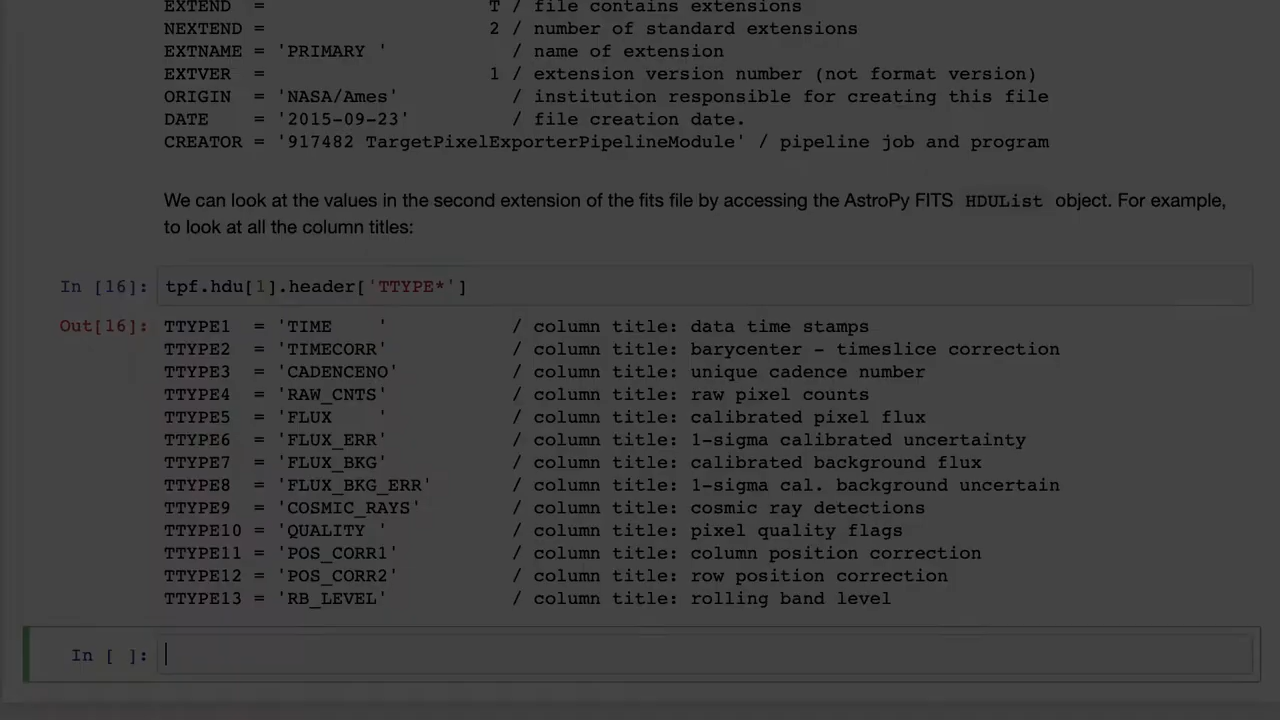 EXTEND  =                    T / file contains extensions
NEXTEND =                    2 / number of standard extensions
EXTNAME = 'PRIMARY '           / name of extension
EXTVER  =                    1 / extension version number (not format version)
ORIGIN  = 'NASA/Ames'          / institution responsible for creating this file
DATE    = '2015-09-23'         / file creation date.
CREATOR = '917482 TargetPixelExporterPipelineModule' / pipeline job and program
We can look at the values in the second extension of the fits file by accessing the AstroPy FITS HDUList object. For example,
to look at all the column titles:
In [16]: tpf.hdu[1].header['TTYPE*']
Out[16]: TTYPE1  = 'TIME    '           / column title: data time stamps
TTYPE2  = 'TIMECORR'           / column title: barycenter - timeslice correction
TTYPE3  = 'CADENCENO'          / column title: unique cadence number
TTYPE4  = 'RAW_CNTS'           / column title: raw pixel counts
TTYPE5  = 'FLUX    '           / column title: calibrated pixel flux
TTYPE6  = 'FLUX_ERR'           / column title: 1-sigma calibrated uncertainty
TTYPE7  = 'FLUX_BKG'           / column title: calibrated background flux
TTYPE8  = 'FLUX_BKG_ERR'       / column title: 1-sigma cal. background uncertain
TTYPE9  = 'COSMIC_RAYS'        / column title: cosmic ray detections
TTYPE10 = 'QUALITY '           / column title: pixel quality flags
TTYPE11 = 'POS_CORR1'          / column title: column position correction
TTYPE12 = 'POS_CORR2'          / column title: row position correction
TTYPE13 = 'RB_LEVEL'           / column title: rolling band level
In [ ]: